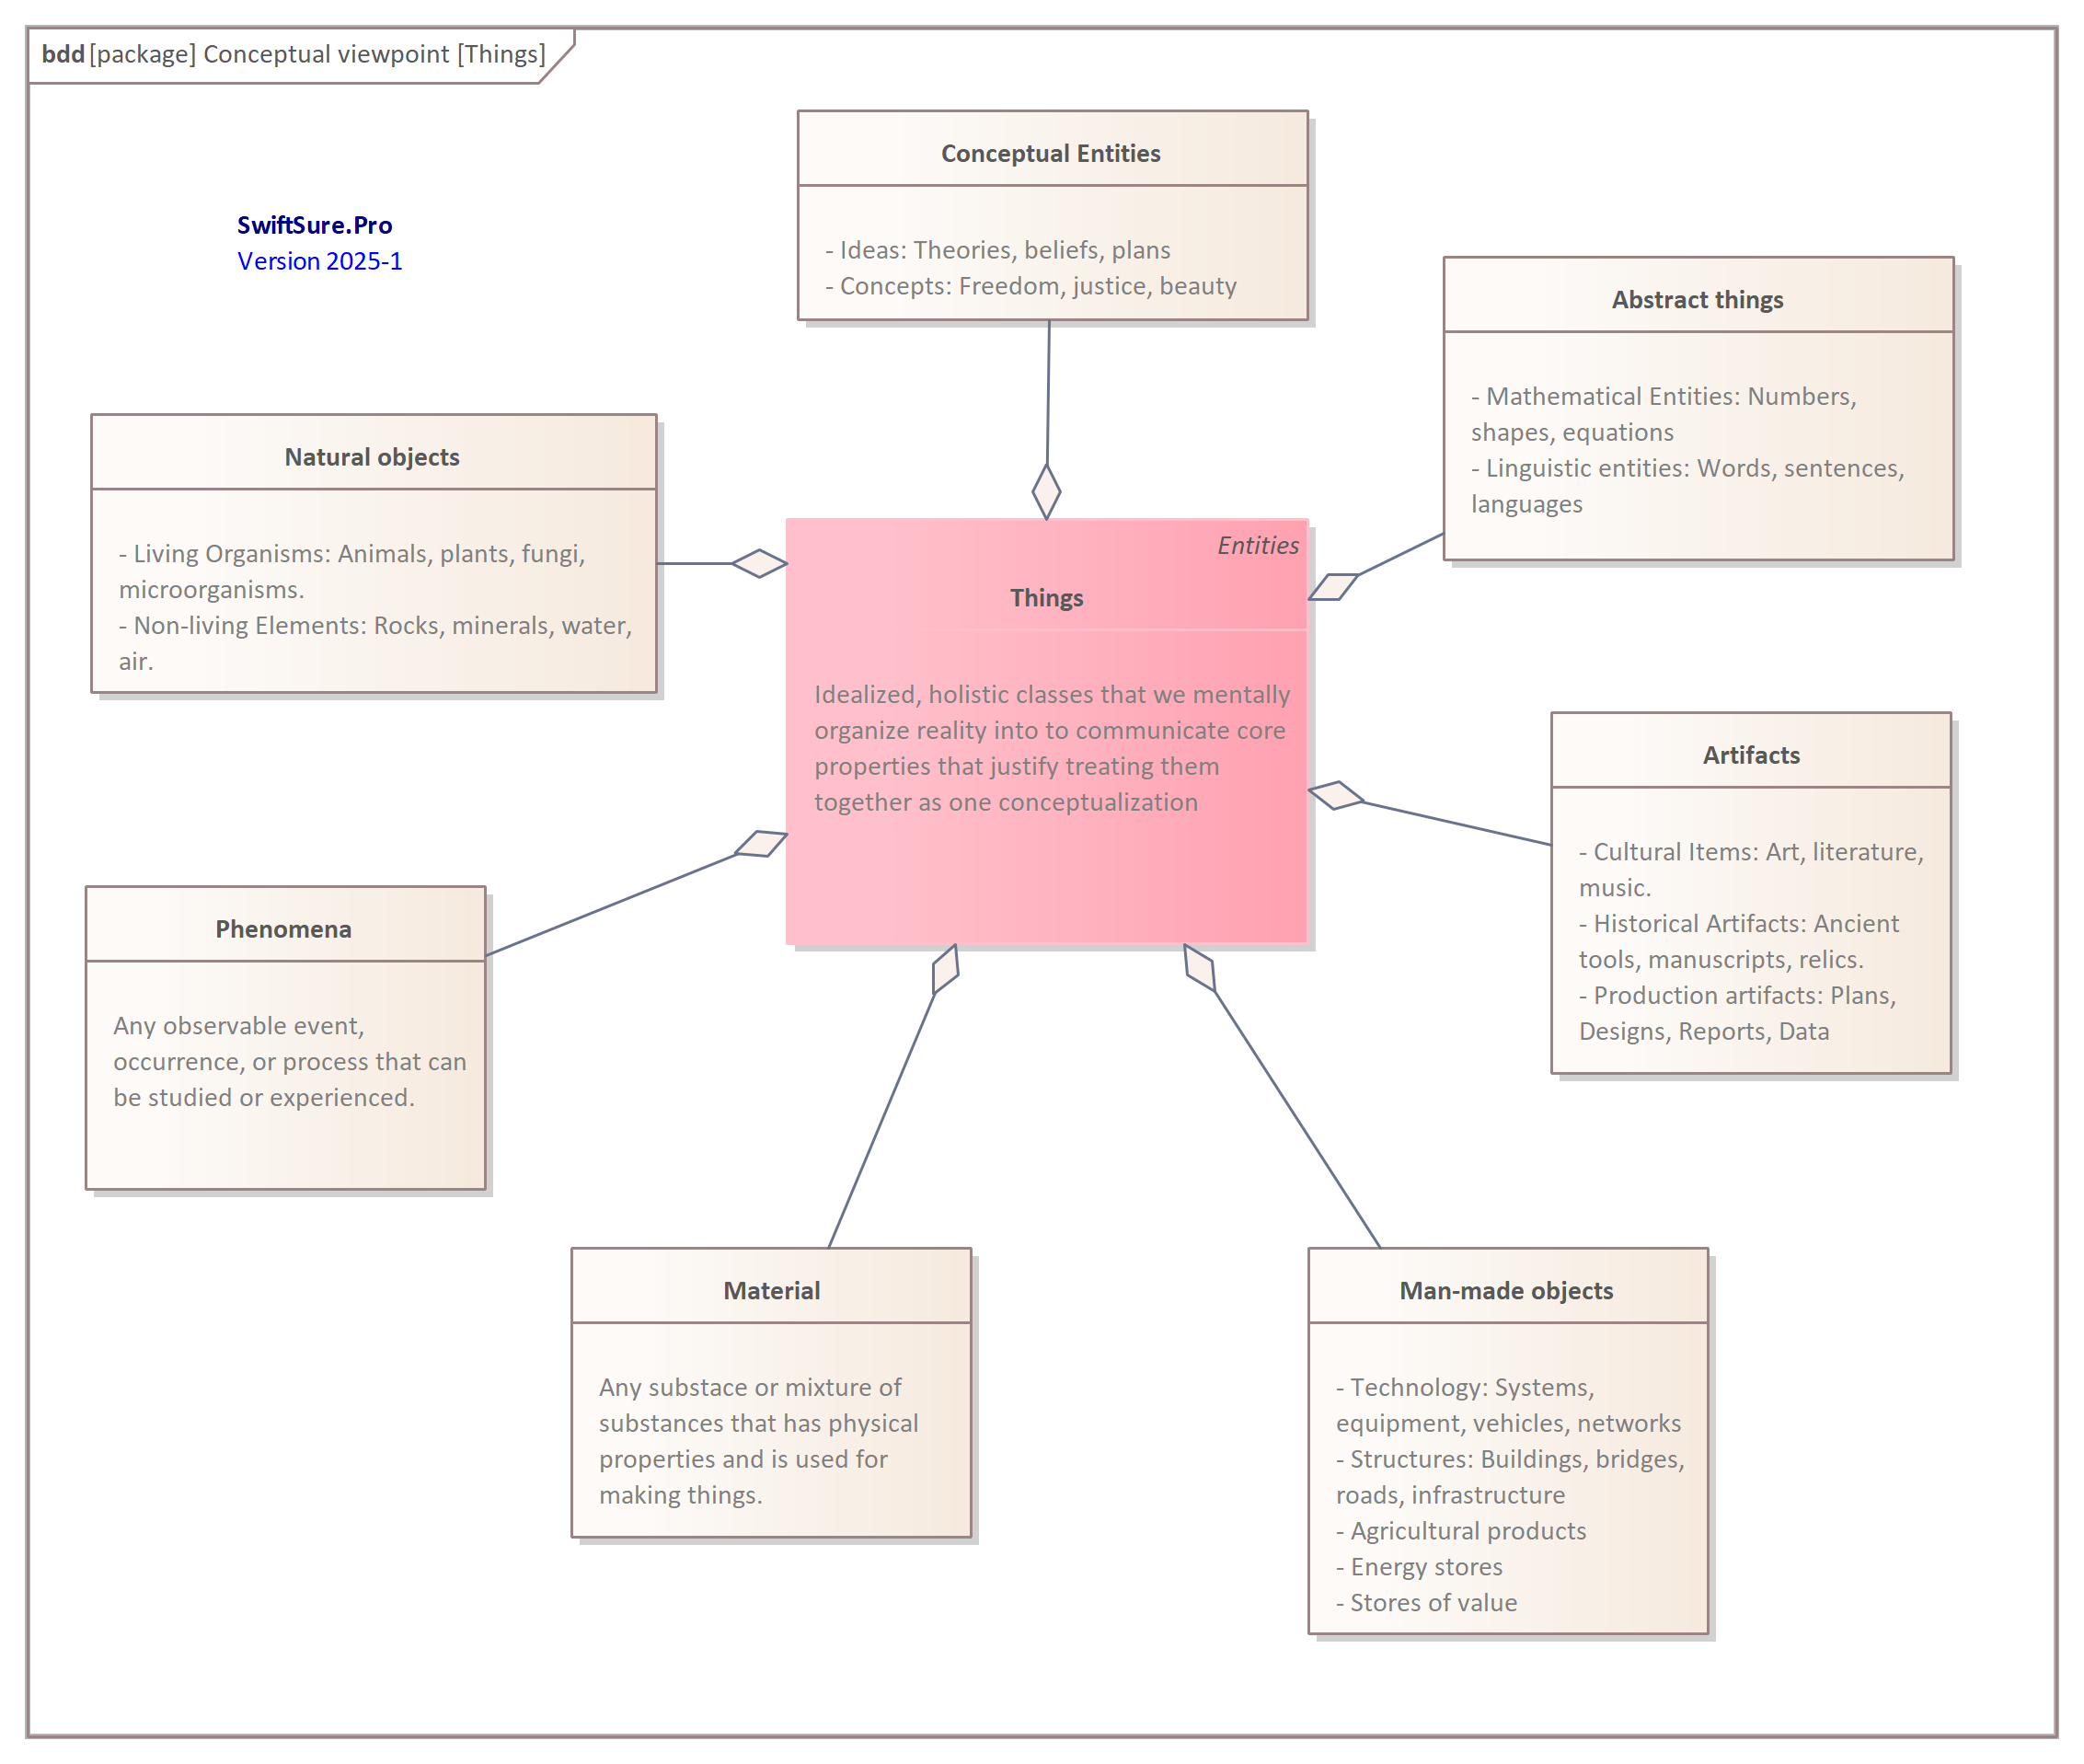 bdd [package] Conceptual viewpoint [Things]
SwiftSure.Pro
Version 2025-1
Conceptual Entities
- Ideas: Theories, beliefs, plans
- Concepts: Freedom, justice, beauty
Abstract things
- Mathematical Entities: Numbers,
shapes, equations
- Linguistic entities: Words, sentences,
languages
Natural objects
- Living Organisms: Animals, plants, fungi,
microorganisms.
- Non-living Elements: Rocks, minerals, water,
air.
Entities
Things
Idealized, holistic classes that we mentally
organize reality into to communicate core
properties that justify treating them
together as one conceptualization
Artifacts
- Cultural Items: Art, literature,
music.
- Historical Artifacts: Ancient
tools, manuscripts, relics.
- Production artifacts: Plans,
Designs, Reports, Data
Phenomena
Any observable event,
occurrence, or process that can
be studied or experienced.
Material
Any substace or mixture of
substances that has physical
properties and is used for
making things.
Man-made objects
- Technology: Systems,
equipment, vehicles, networks
- Structures: Buildings, bridges,
roads, infrastructure
- Agricultural products
- Energy stores
- Stores of value